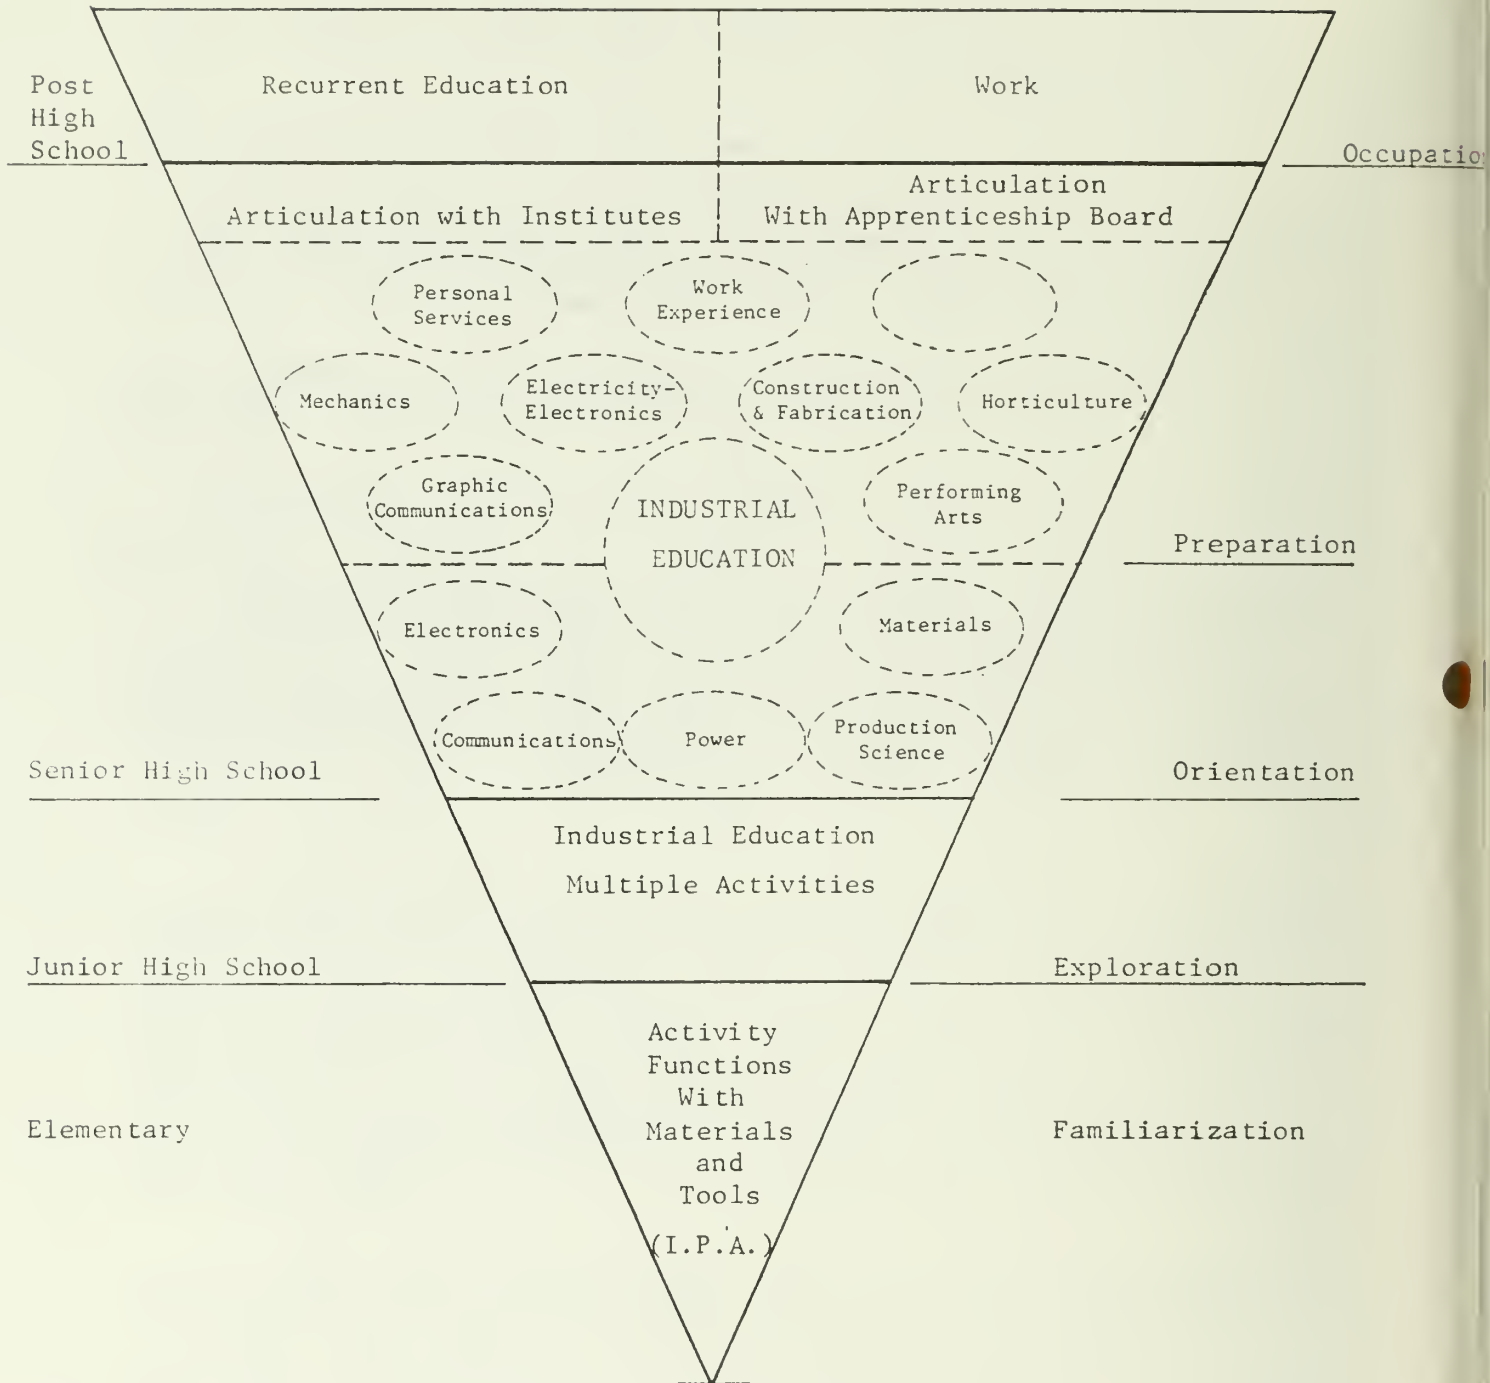 Post
High
School
Recurrent Education
Work
Occupatio
Articulation with Institutes
Articulation
With Apprenticeship Board
Personal
Services
Work
Experience
Mechanics
Electricity-
Electronics
Construction
& Fabrication
Horticulture
Graphic
Communications
INDUSTRIAL
EDUCATION
Performing
Arts
Preparation
Electronics
Materials
Communications
Power
Production
Science
Senior High School
Orientation
Industrial Education
Multiple Activities
Junior High School
Exploration
Activity
Functions
With
Materials
and
Tools
(I.P.A.)
Elementary
Familiarization